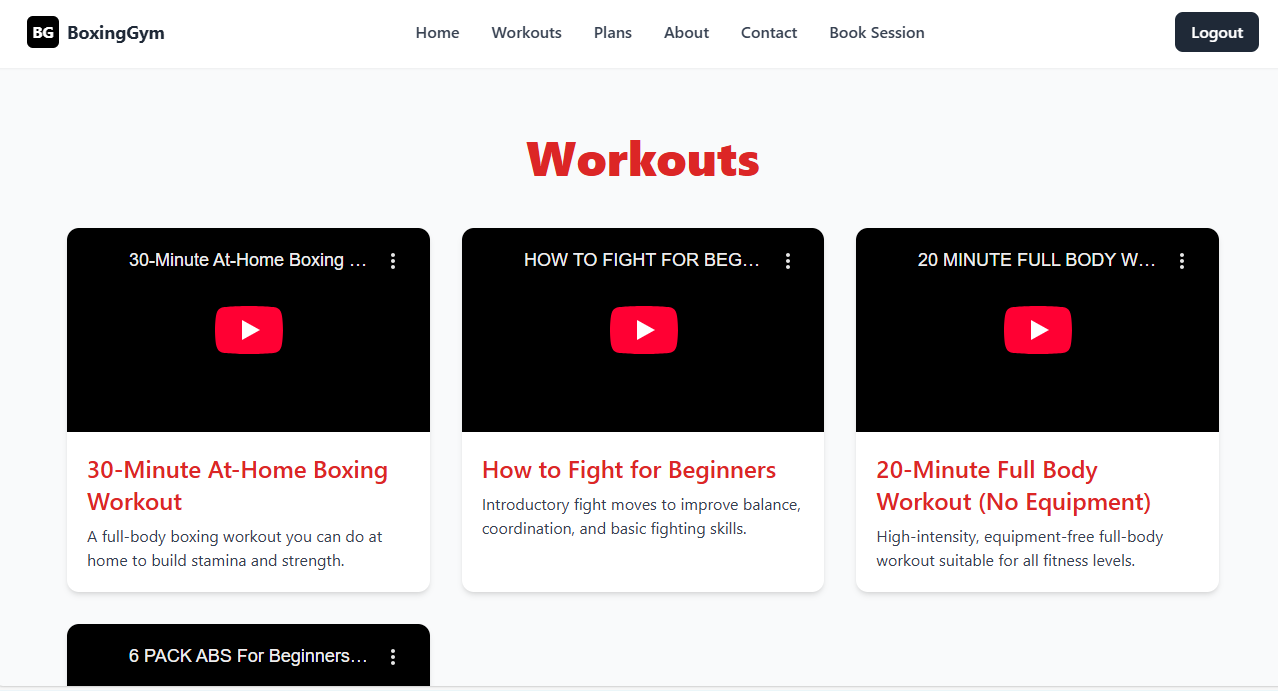 BG BoxingGym Home Workouts Plans About Contact Book Session Logout
Workouts
30-Minute At-Home Boxing ...
HOW TO FIGHT FOR BEG...
20 MINUTE FULL BODY W...
30-Minute At-Home Boxing
Workout
A full-body boxing workout you can do at
home to build stamina and strength.
How to Fight for Beginners
Introductory fight moves to improve balance,
coordination, and basic fighting skills.
20-Minute Full Body
Workout (No Equipment)
High-intensity, equipment-free full-body
workout suitable for all fitness levels.
6 PACK ABS For Beginners...